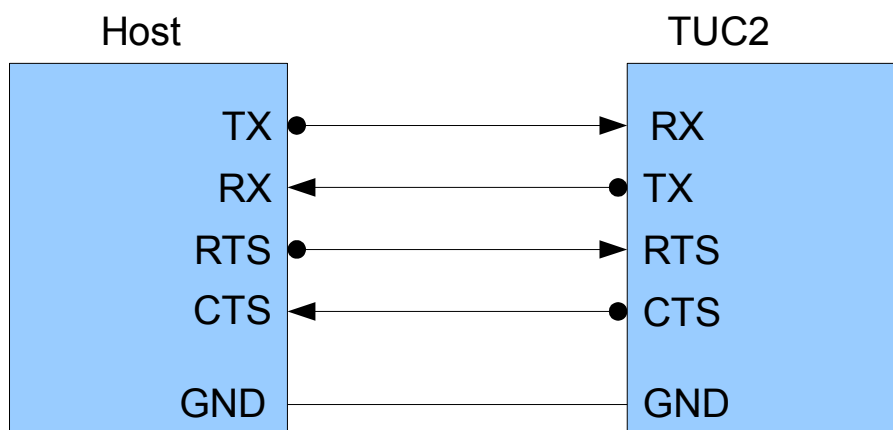 Host TUC2
TX RX
RX TX
RTS RTS
CTS CTS
GND GND